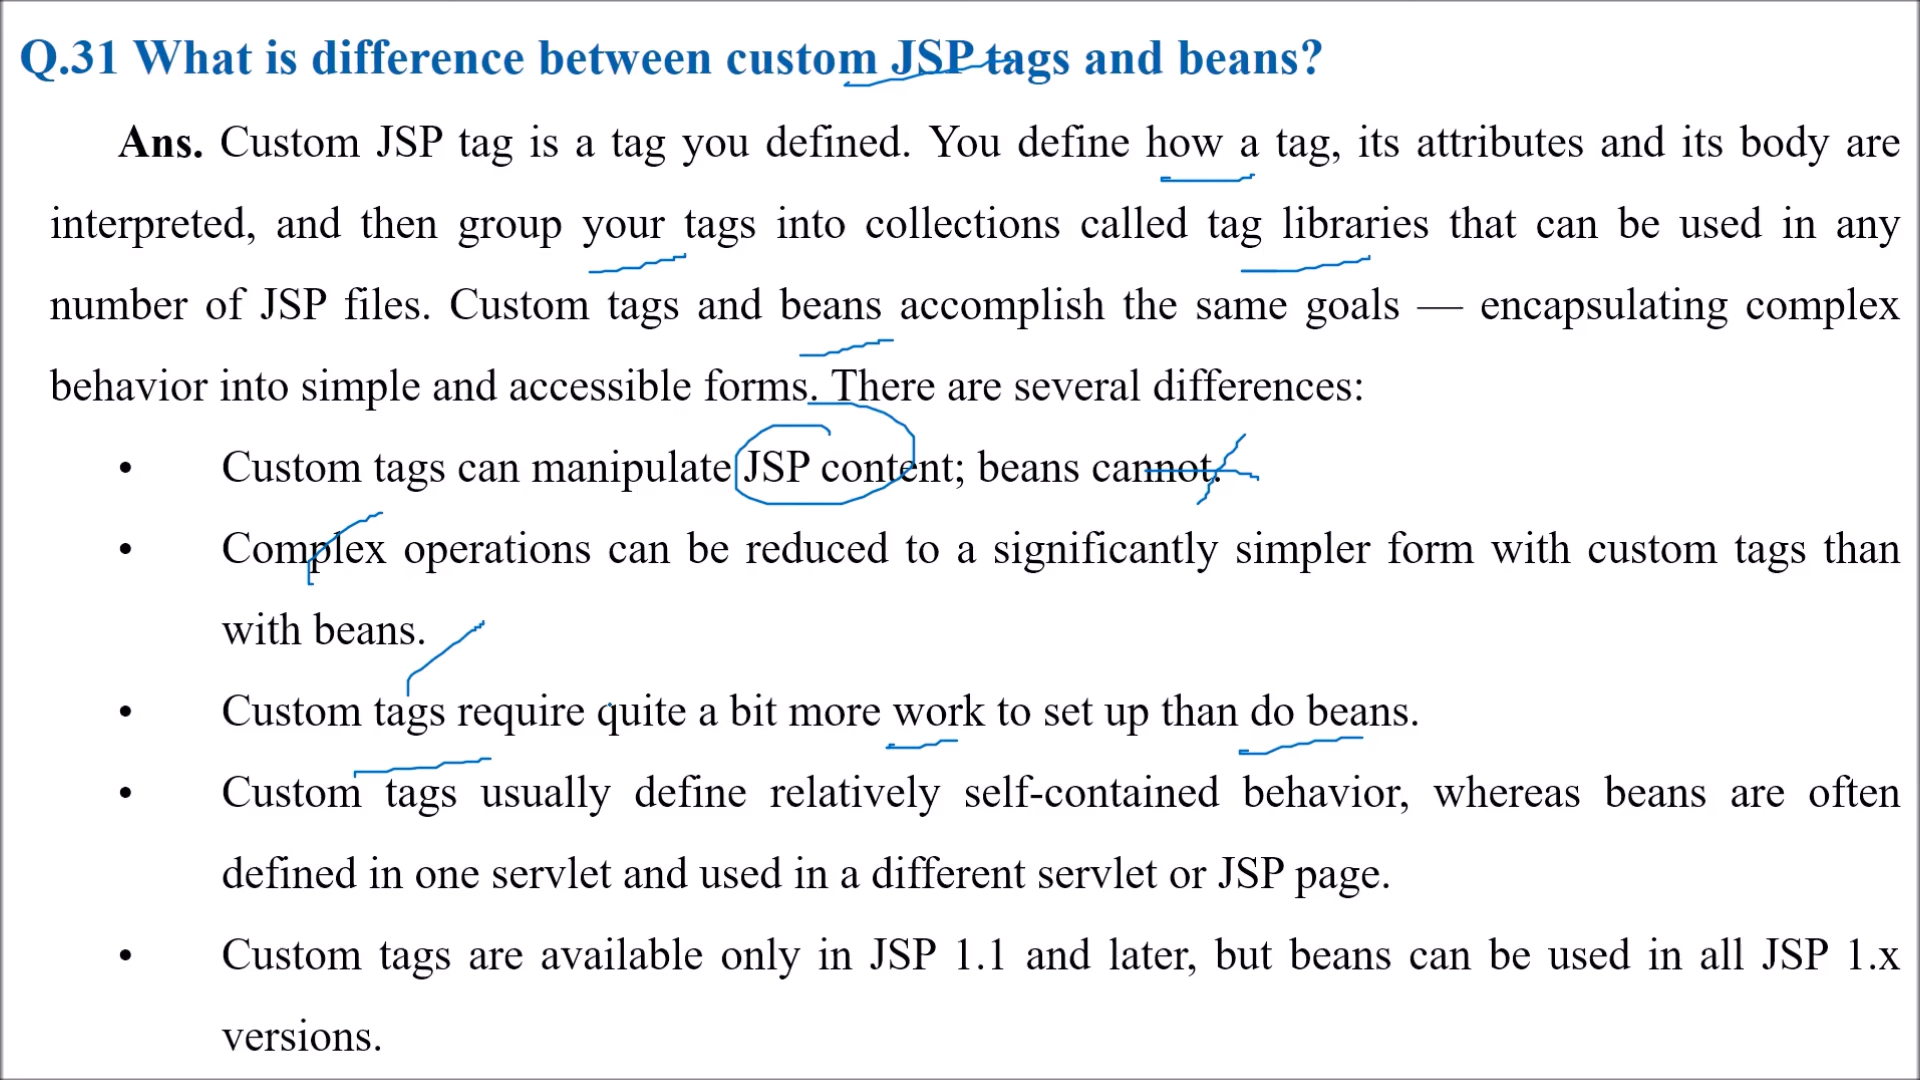 Q.31 What is difference between custom JSP tags and beans?
Ans. Custom JSP tag is a tag you defined. You define how a tag, its attributes and its body are
interpreted, and then group your tags into collections called tag libraries that can be used in any
number of JSP files. Custom tags and beans accomplish the same goals — encapsulating complex
behavior into simple and accessible forms. There are several differences:
• Custom tags can manipulate JSP content; beans cannot.
• Complex operations can be reduced to a significantly simpler form with custom tags than
with beans.
• Custom tags require quite a bit more work to set up than do beans.
• Custom tags usually define relatively self-contained behavior, whereas beans are often
defined in one servlet and used in a different servlet or JSP page.
• Custom tags are available only in JSP 1.1 and later, but beans can be used in all JSP 1.x
versions.